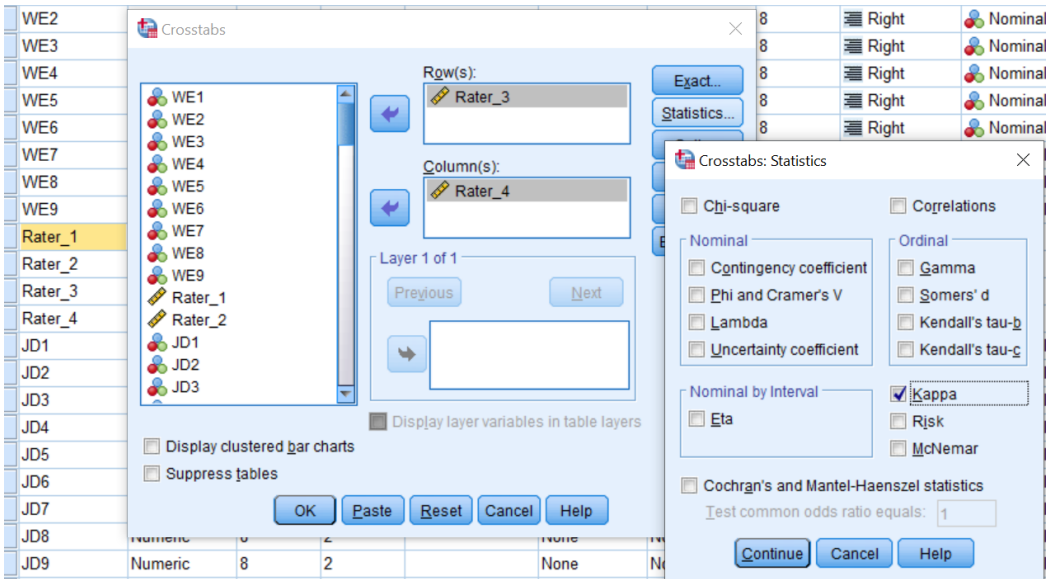 WE2
8
Right
Nominal
WE3
8
Right
Nominal
WE4
8
Right
Nominal
WE5
8
Right
Nominal
WE6
8
Right
Nominal
WE7
WE8
WE9
Rater_1
Rater_2
Rater_3
Rater_4
JD1
JD2
JD3
JD4
JD5
JD6
JD7
JD8
Numeric
8
2
None
JD9
Numeric
8
2
None
Crosstabs
WE1
WE2
WE3
WE4
WE5
WE6
WE7
WE8
WE9
Rater_1
Rater_2
JD1
JD2
JD3
Row(s):
Rater_3
Column(s):
Rater_4
Layer 1 of 1
Previous
Next
Display layer variables in table layers
Exact...
Statistics...
Display clustered bar charts
Suppress tables
OK
Paste
Reset
Cancel
Help
Crosstabs: Statistics
Chi-square
Correlations
Nominal
Contingency coefficient
Phi and Cramer's V
Lambda
Uncertainty coefficient
Ordinal
Gamma
Somers' d
Kendall's tau-b
Kendall's tau-c
Nominal by Interval
Eta
Kappa
Risk
McNemar
Cochran's and Mantel-Haenszel statistics
Test common odds ratio equals: 1
Continue
Cancel
Help